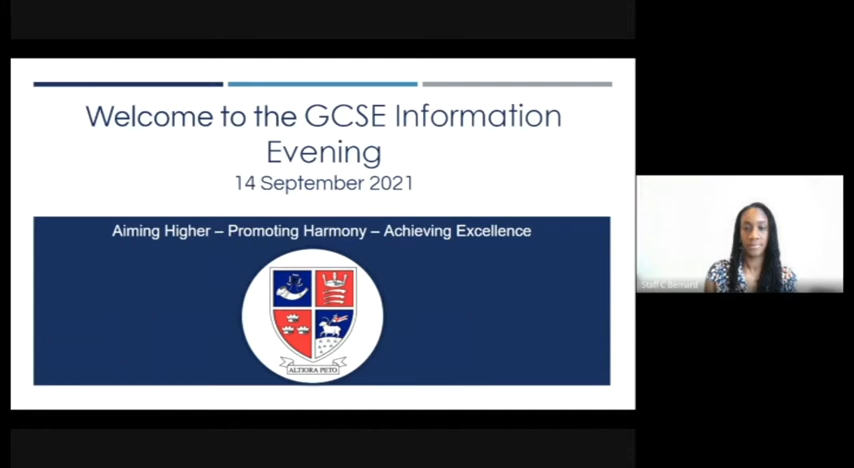 Welcome to the GCSE Information
Evening
14 September 2021
Aiming Higher – Promoting Harmony – Achieving Excellence
ALTIORA PETO
Staff C Bernard